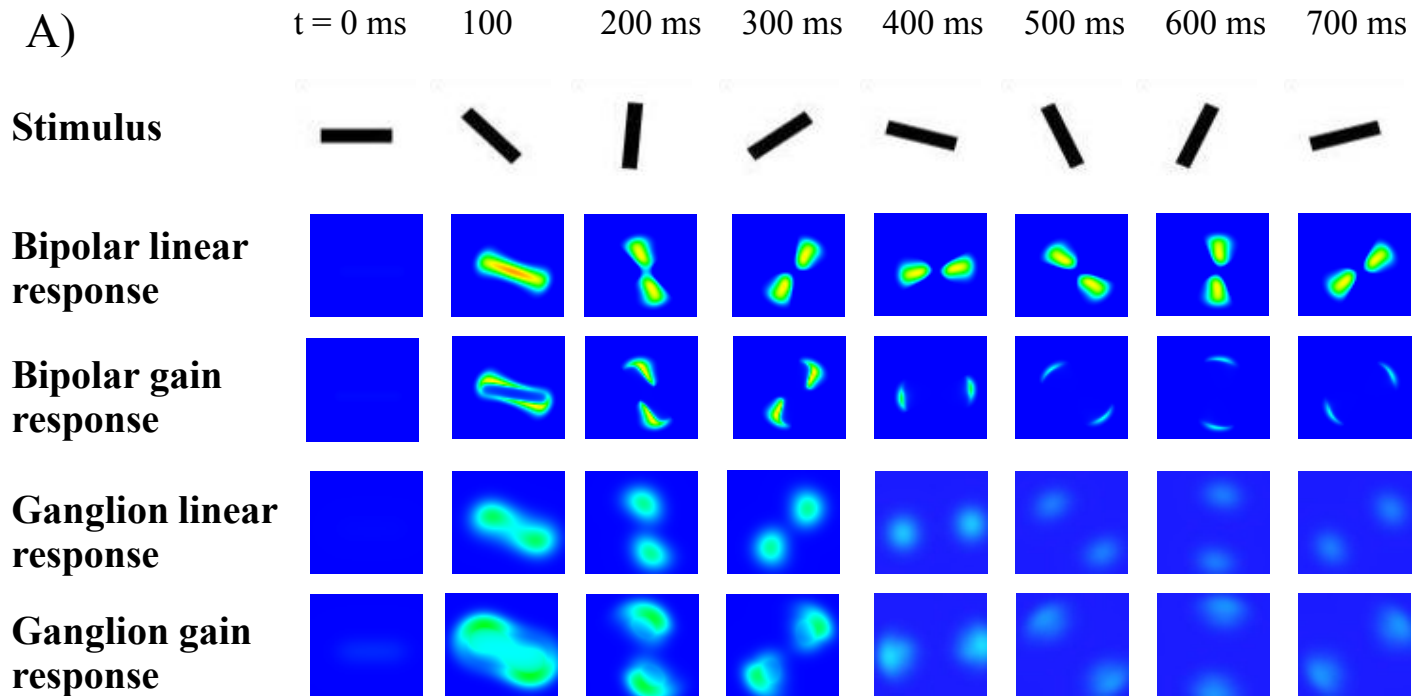 A) t = 0 ms 100 200 ms 300 ms 400 ms 500 ms 600 ms 700 ms
Stimulus
Bipolar linear
response
Bipolar gain
response
Ganglion linear
response
Ganglion gain
response